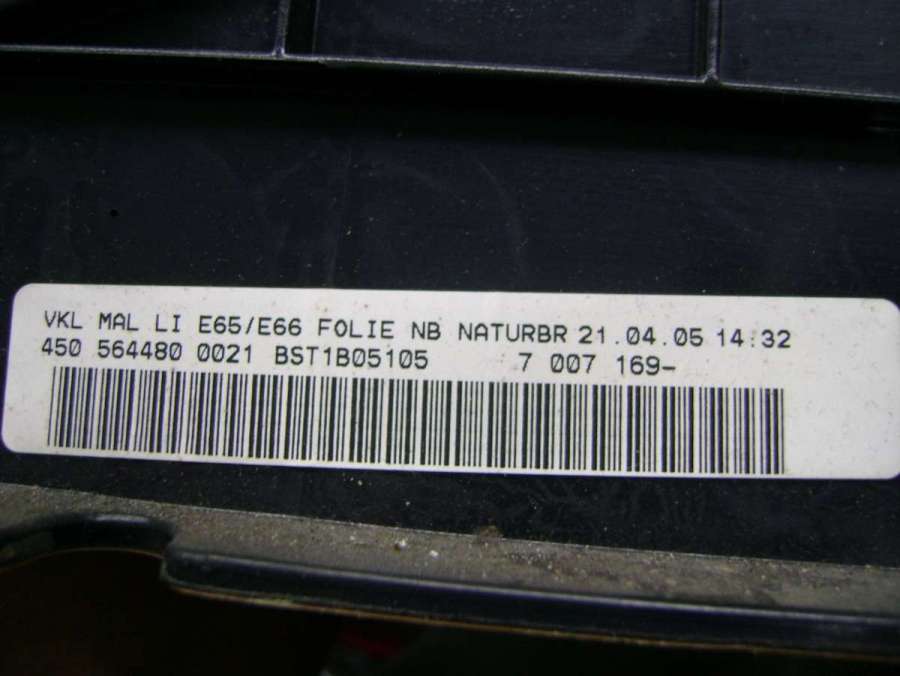 VKL MAL LI E65/E66 FOLIE NB NATURBR 21.04.05 14:32
450 564480 0021 BST1B05105 7 007 169-